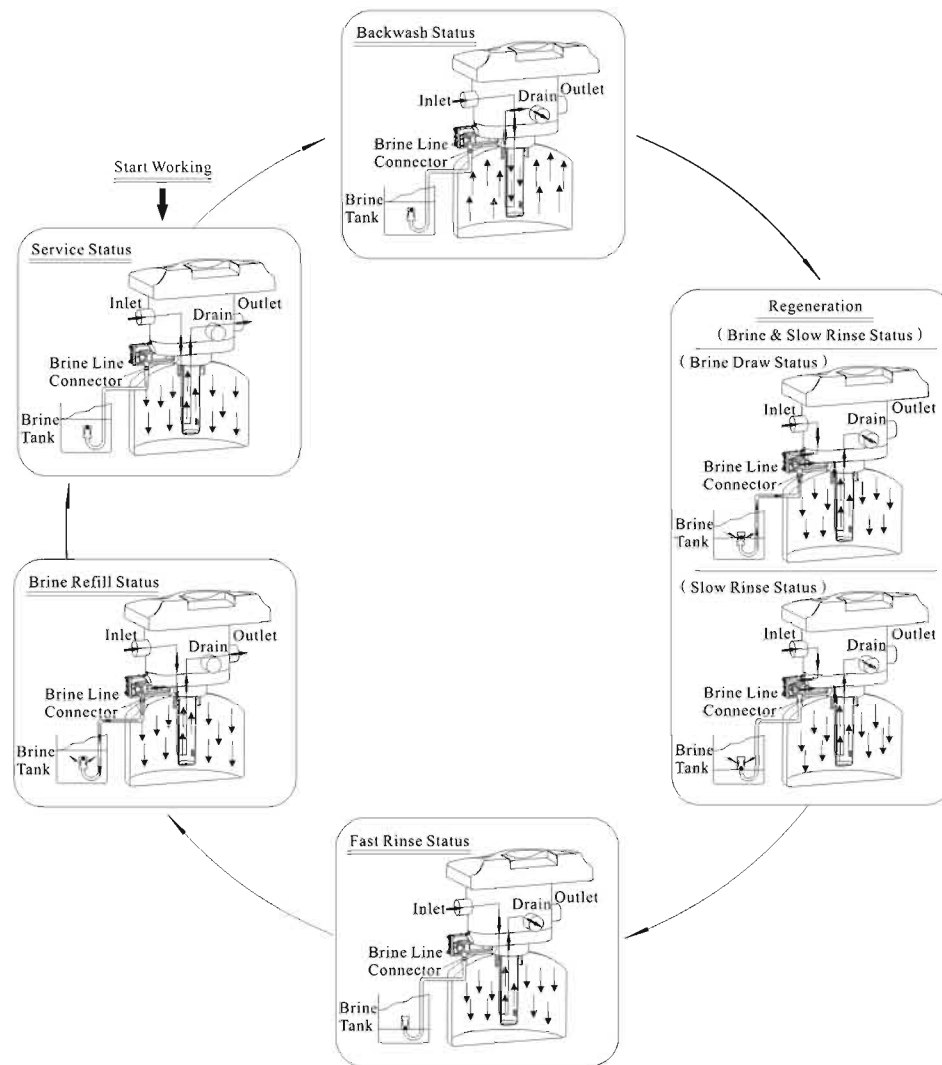 Backwash Status
Inlet
Drain
Outlet
Brine Line
Connector
Brine
Tank
Start Working
Service Status
Inlet
Drain
Outlet
Brine Line
Connector
Brine
Tank
Regeneration
( Brine & Slow Rinse Status )
( Brine Draw Status )
Inlet
Drain
Outlet
Brine Line
Connector
Brine
Tank
( Slow Rinse Status )
Inlet
Drain
Outlet
Brine Line
Connector
Brine
Tank
Brine Refill Status
Inlet
Drain
Outlet
Brine Line
Connector
Brine
Tank
Fast Rinse Status
Inlet
Drain
Outlet
Brine Line
Connector
Brine
Tank